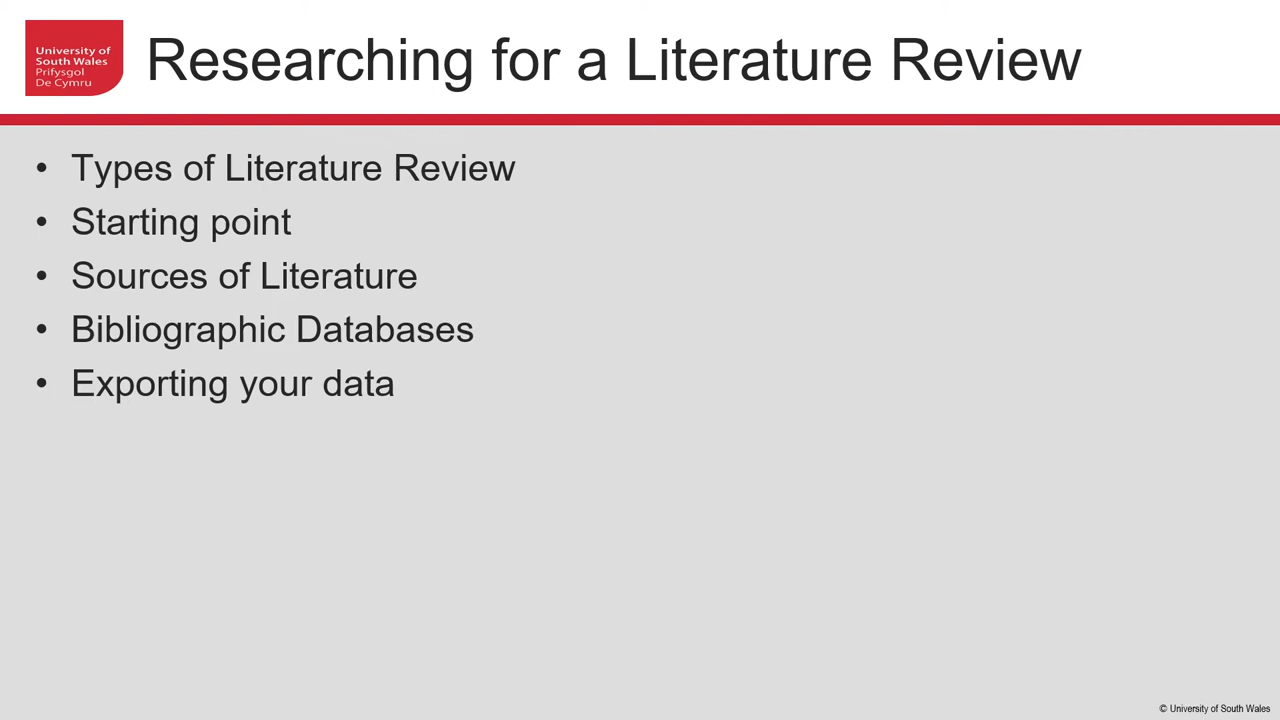 University of
South Wales
Prifysgol
De Cymru
Researching for a Literature Review
• Types of Literature Review
• Starting point
• Sources of Literature
• Bibliographic Databases
• Exporting your data
© University of South Wales